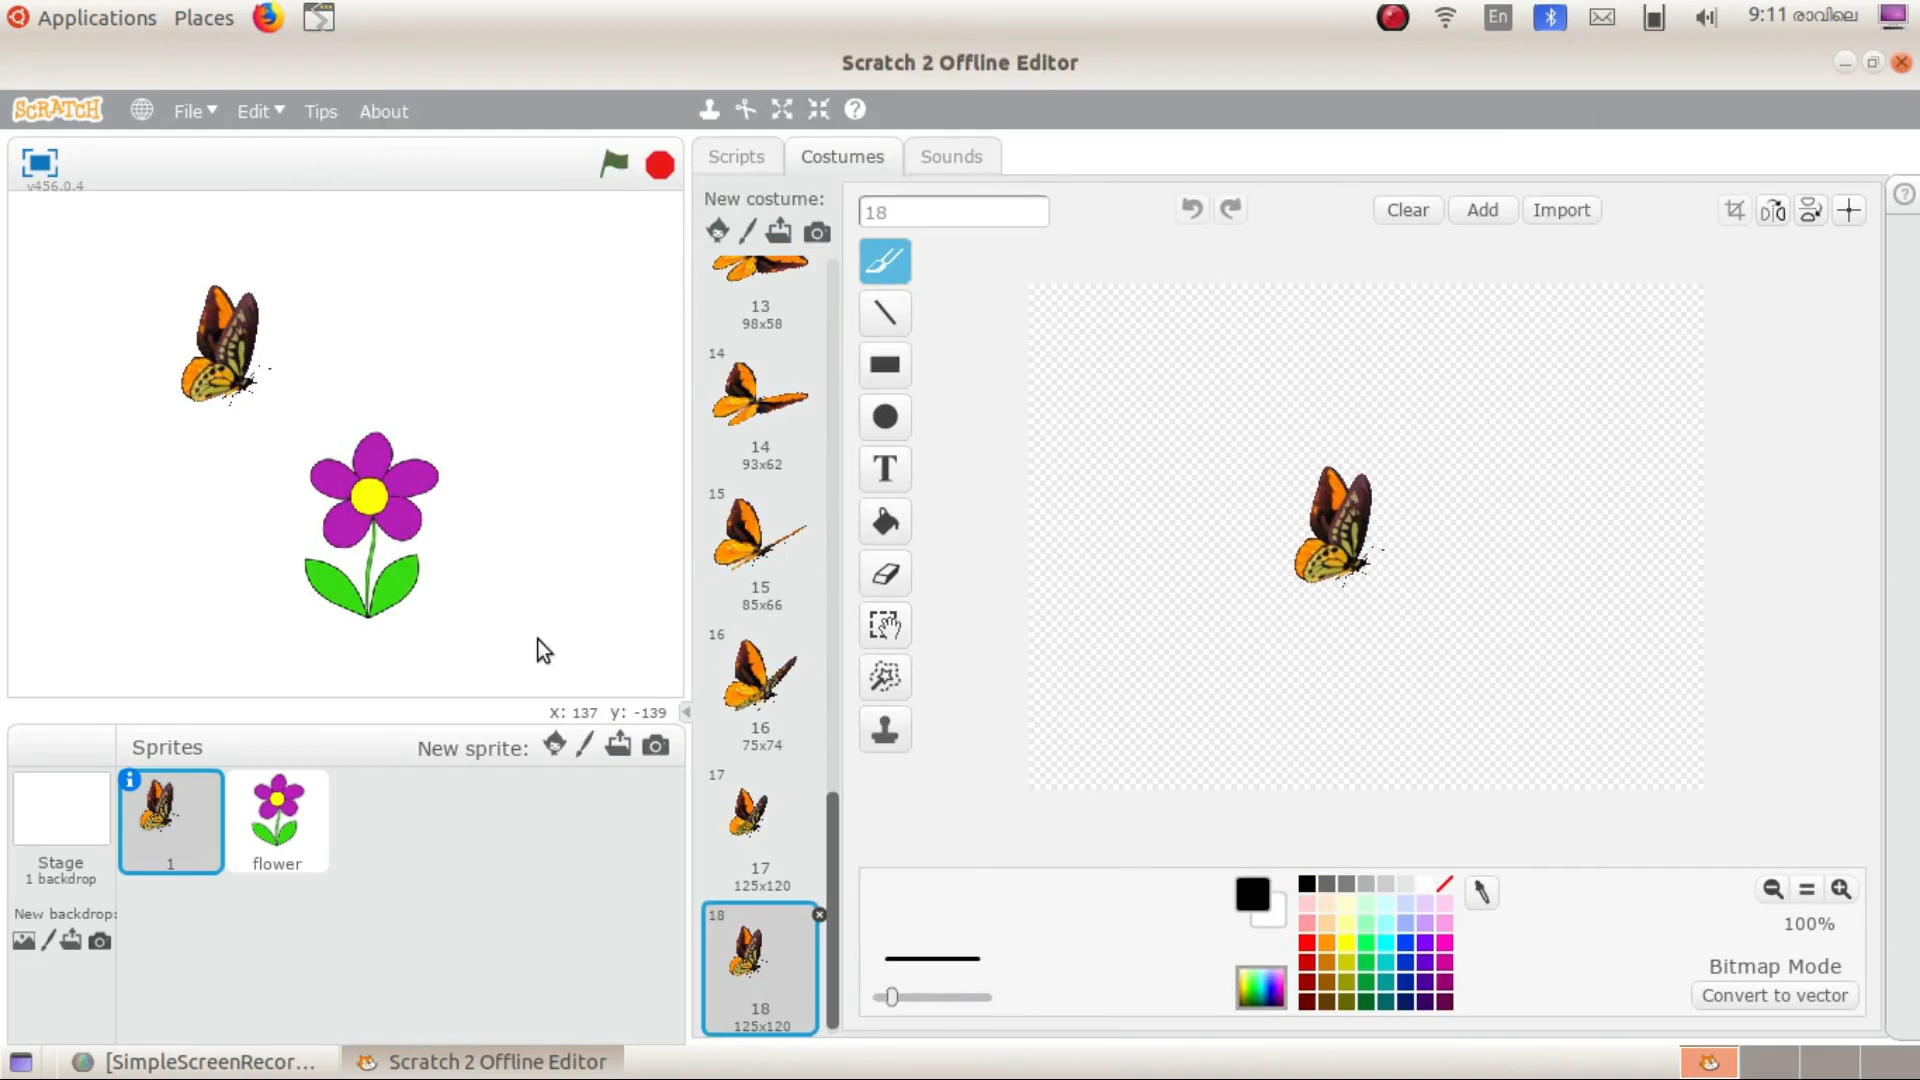 Applications Places En 9:11 രാവിലെ
Scratch 2 Offline Editor
SCRATCH File Edit Tips About
v456.0.4
Scripts Costumes Sounds
New costume:
18
Clear Add Import
13
98x58
14
14
93x62
15
15
85x66
16
16
75x74
17
17
125x120
18
18
125x120
T
x: 137 y: -139
Sprites New sprite:
Stage
1 backdrop
New backdrop:
1
flower
100%
Bitmap Mode
Convert to vector
[SimpleScreenRecor... Scratch 2 Offline Editor